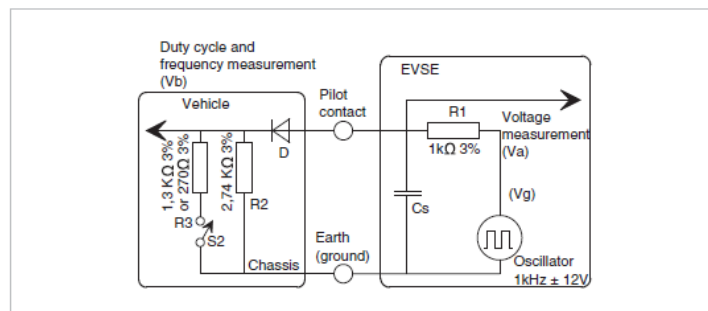 Duty cycle and
frequency measurement
(Vb)
EVSE
Vehicle
Pilot
contact
R1
1kΩ 3%
Voltage
measurement
(Va)
1,3 KΩ 3%
or 270Ω 3%
2,74 KΩ 3%
D
R2
R3
S2
Cs
(Vg)
Chassis
Earth
(ground)
Oscillator
1kHz ± 12V